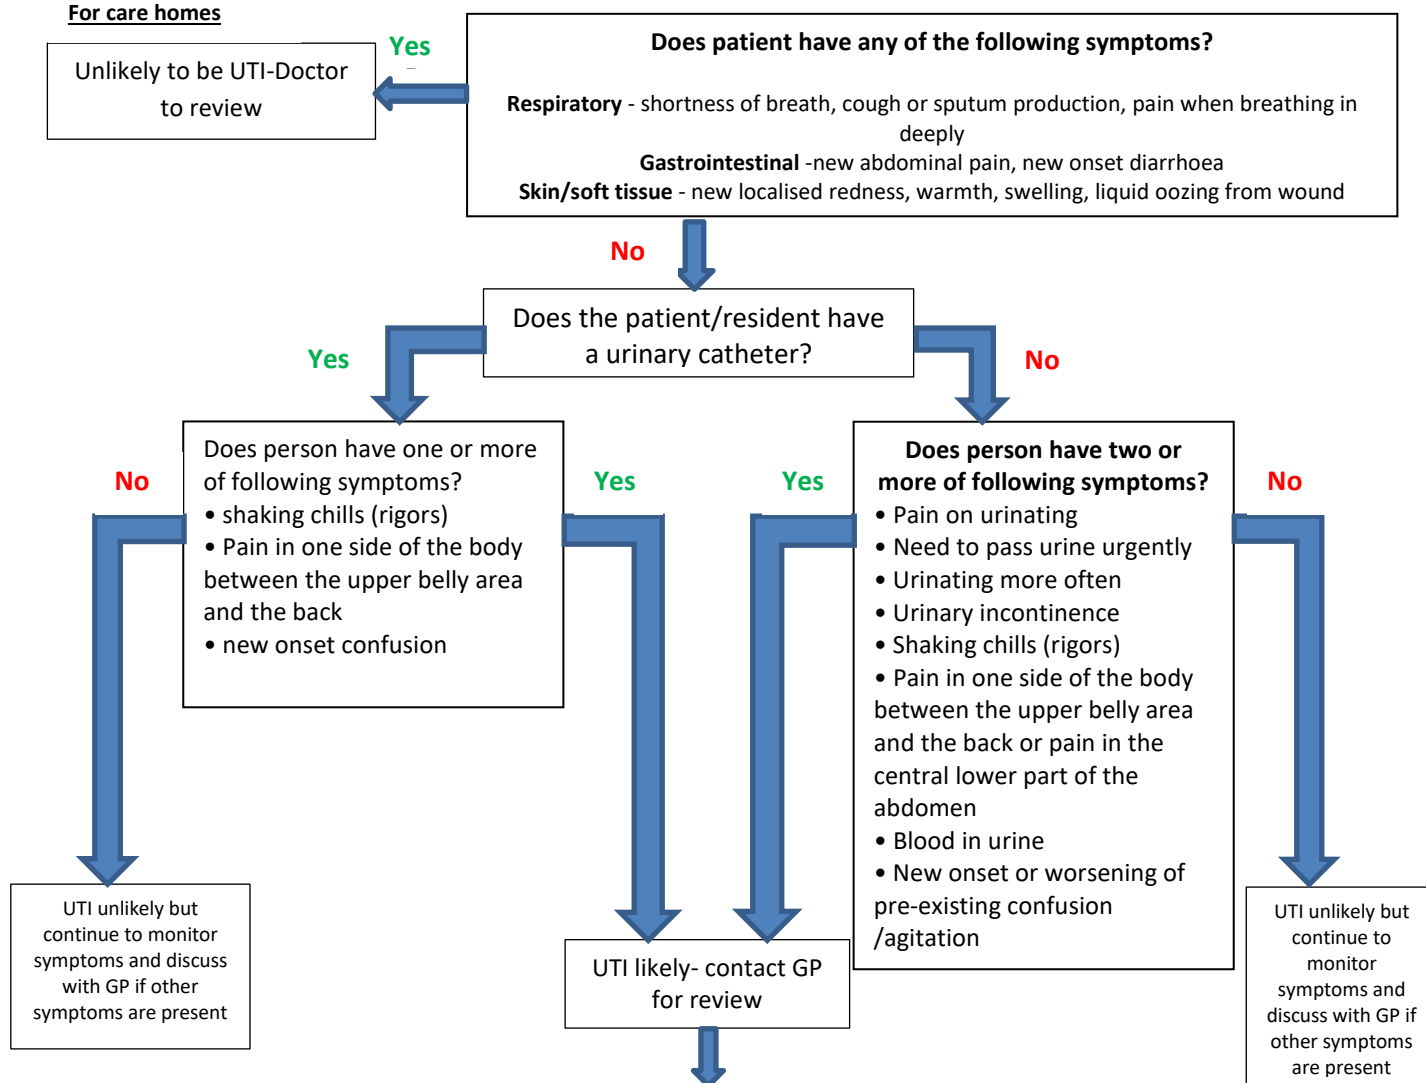 For care homes
Yes
Unlikely to be UTI-Doctor
to review
Does patient have any of the following symptoms?
Respiratory - shortness of breath, cough or sputum production, pain when breathing in
deeply
Gastrointestinal -new abdominal pain, new onset diarrhoea
Skin/soft tissue - new localised redness, warmth, swelling, liquid oozing from wound
No
Does the patient/resident have
a urinary catheter?
Yes
No
No
Does person have one or more
of following symptoms?
• shaking chills (rigors)
• Pain in one side of the body
between the upper belly area
and the back
• new onset confusion
Yes
Yes
Does person have two or
more of following symptoms?
• Pain on urinating
• Need to pass urine urgently
• Urinating more often
• Urinary incontinence
• Shaking chills (rigors)
• Pain in one side of the body
between the upper belly area
and the back or pain in the
central lower part of the
abdomen
• Blood in urine
• New onset or worsening of
pre-existing confusion
/agitation
No
UTI unlikely but
continue to monitor
symptoms and discuss
with GP if other
symptoms are present
UTI likely- contact GP
for review
UTI unlikely but
continue to
monitor
symptoms and
discuss with GP if
other symptoms
are present